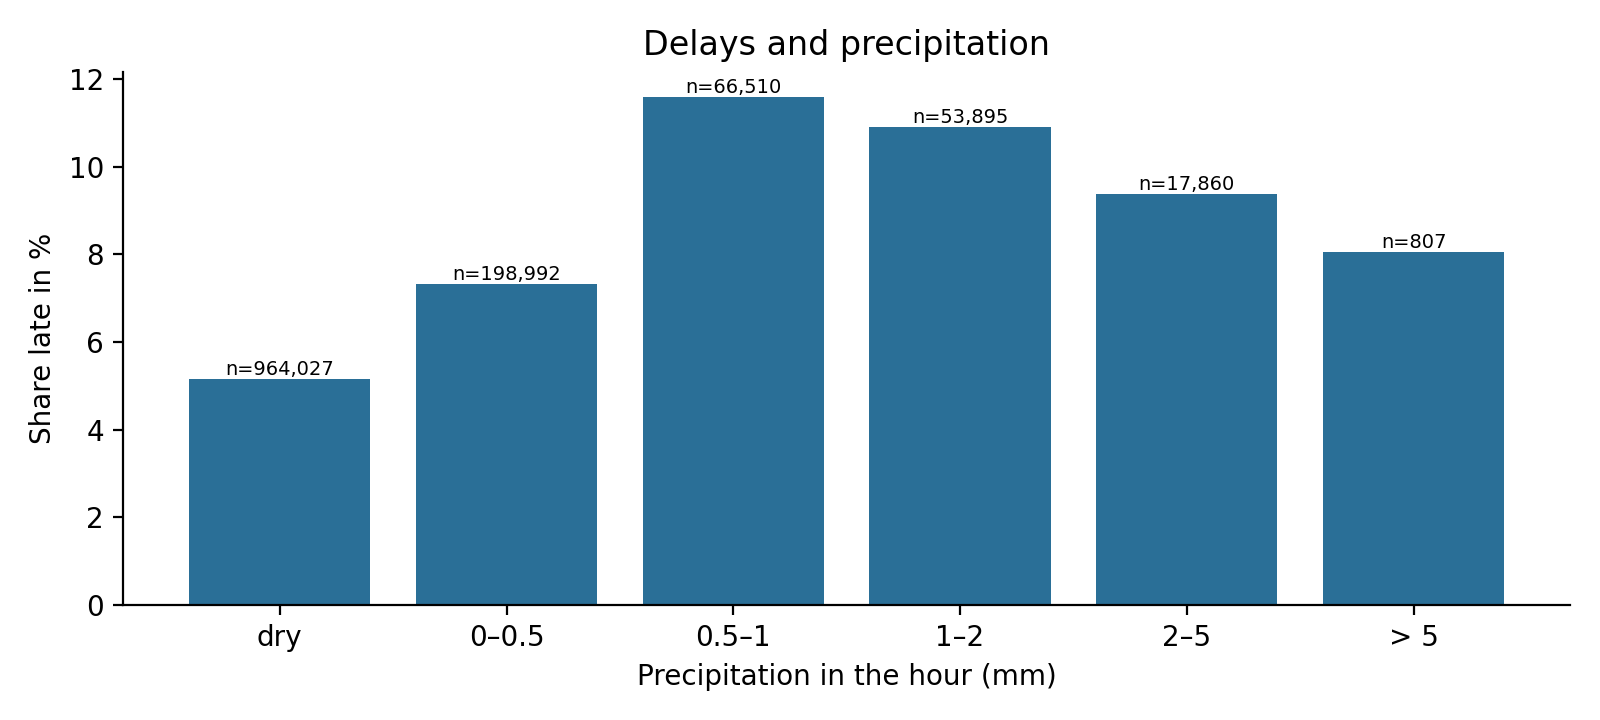 Delays and precipitation
Share late in %
12
10
8
6
4
2
0
n=964,027
n=198,992
n=66,510
n=53,895
n=17,860
n=807
dry
0–0.5
0.5–1
1–2
2–5
> 5
Precipitation in the hour (mm)